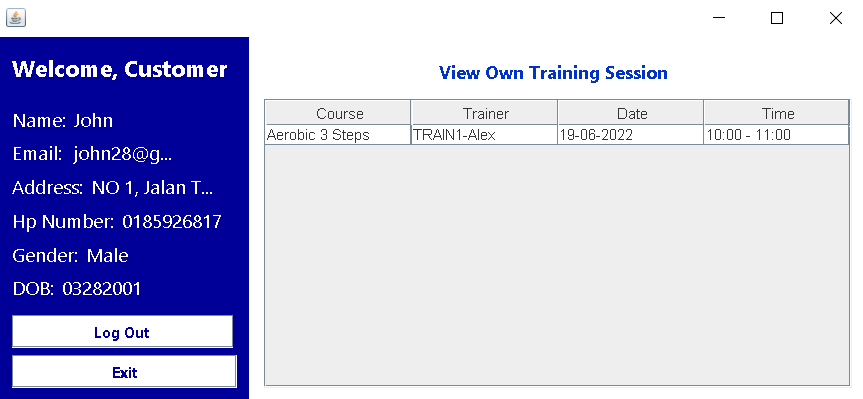 Welcome, Customer
Name: John
Email: john28@g...
Address: NO 1, Jalan T...
Hp Number: 0185926817
Gender: Male
DOB: 03282001
Log Out
Exit
View Own Training Session
Course Trainer Date Time
Aerobic 3 Steps TRAIN1-Alex 19-06-2022 10:00 - 11:00